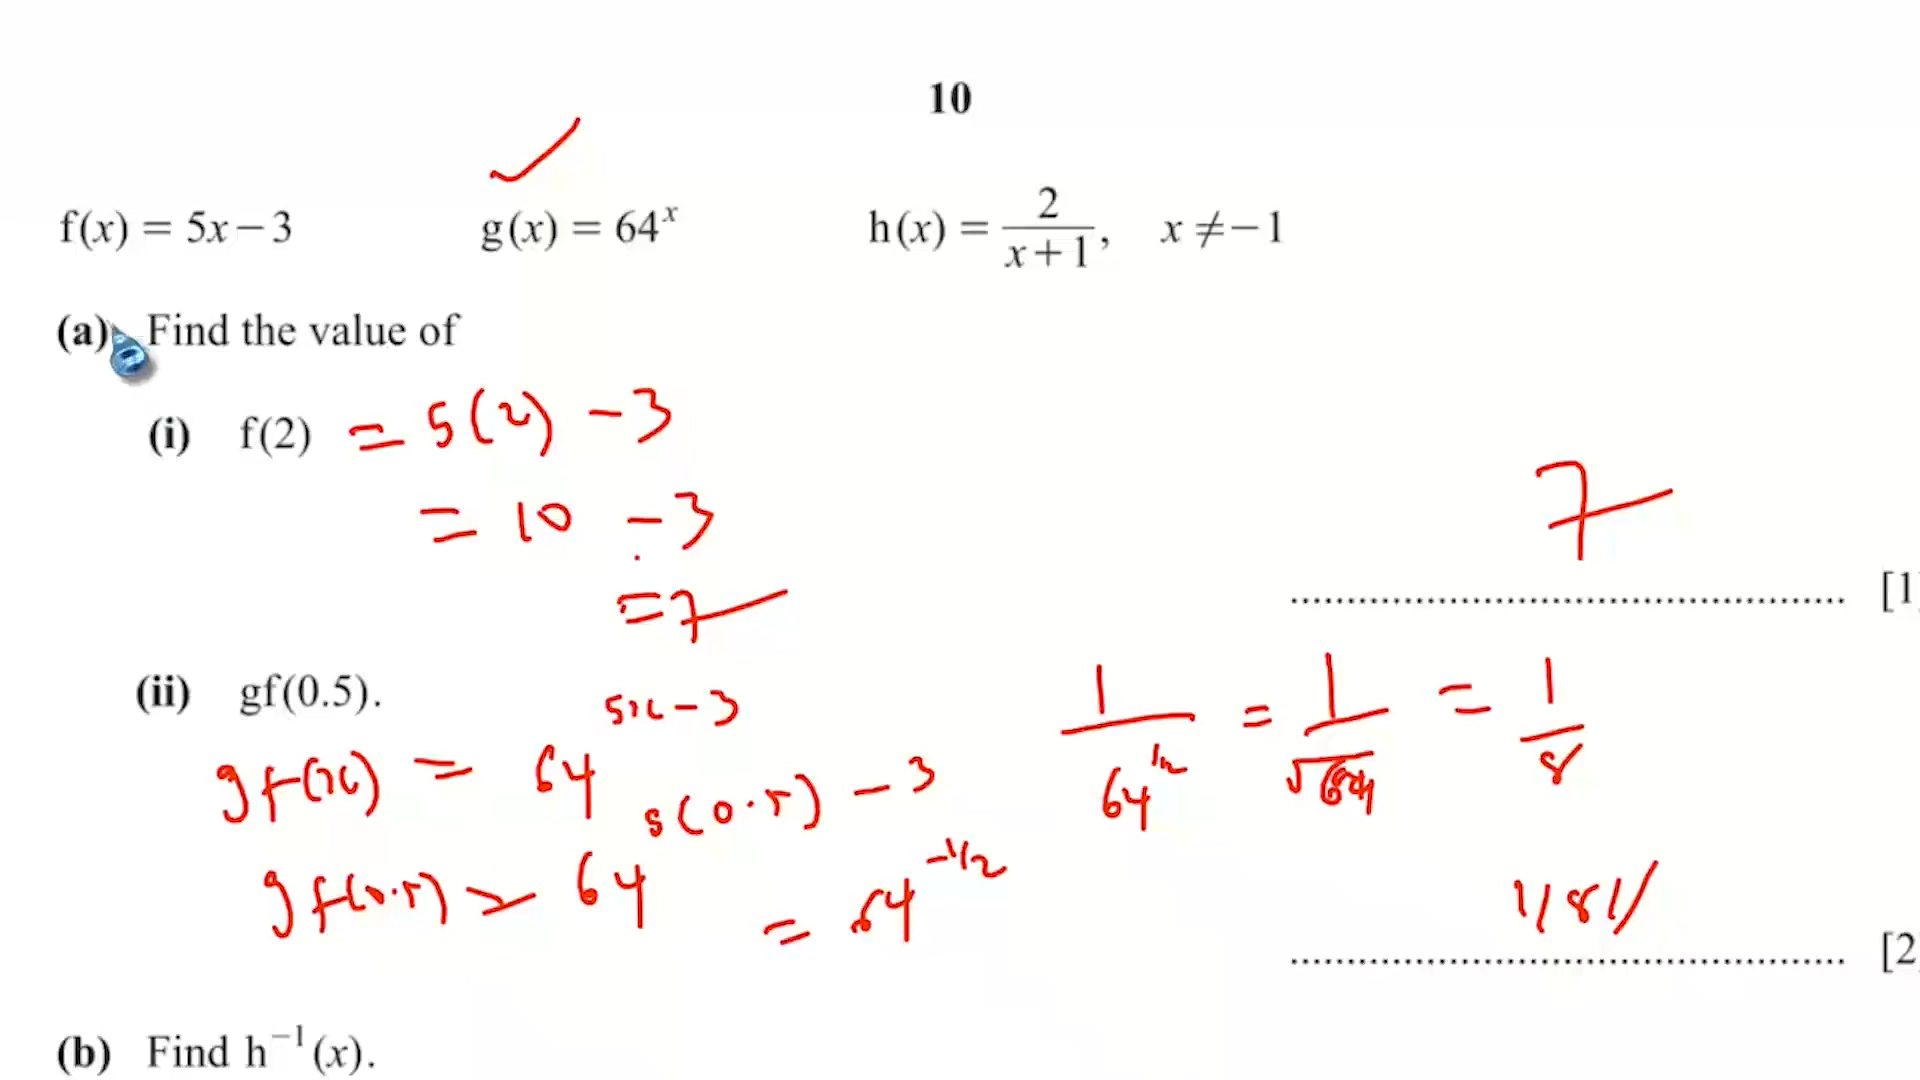 10
f(x) = 5x − 3 g(x) = 64^x h(x) = 2/(x + 1), x ≠ −1
(a) Find the value of
(i) f(2) = 5(2) − 3
= 10 − 3
= 7
7
[1]
(ii) gf(0.5).
gf(x) = 64^(5x − 3)
gf(0.5) = 64^(5(0.5) − 3) = 64^(−1/2)
1/64^(1/2) = 1/√64 = 1/8
1/8//
[2
(b) Find h⁻¹(x).